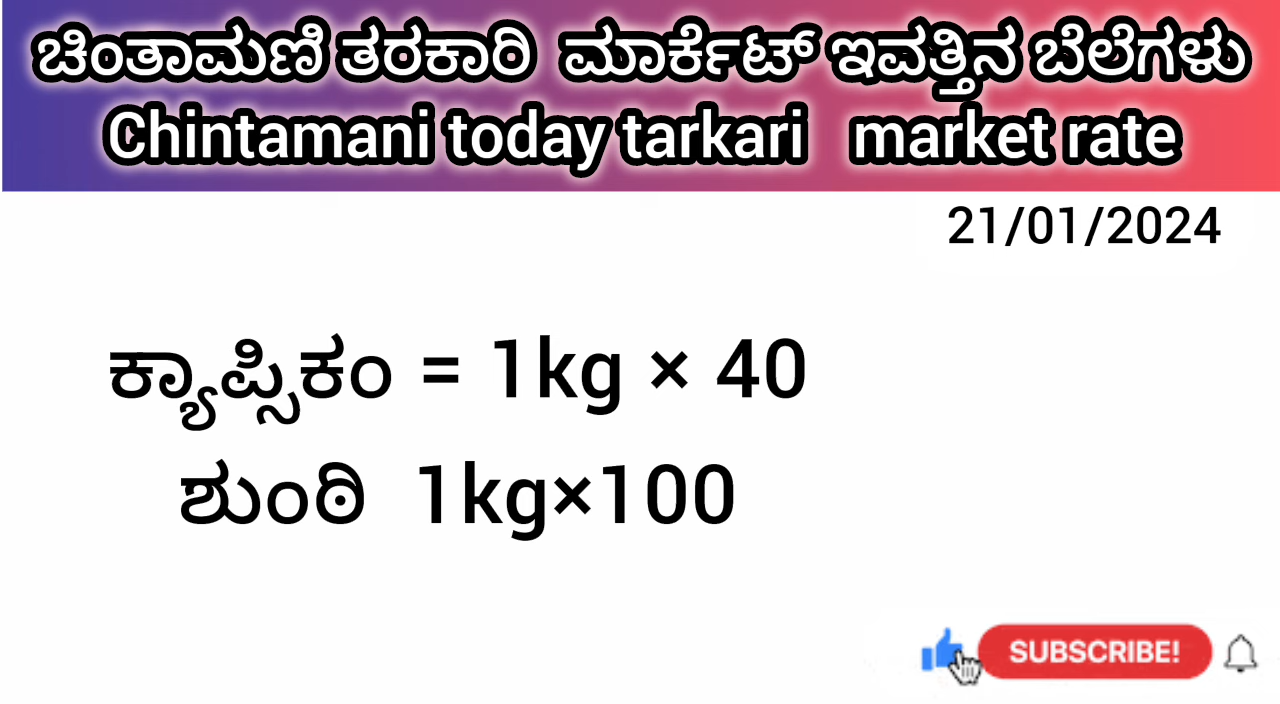 ಚಿಂತಾಮಣಿ ತರಕಾರಿ ಮಾರ್ಕೆಟ್ ಇವತ್ತಿನ ಬೆಲೆಗಳು
Chintamani today tarkari market rate
21/01/2024
ಕ್ಯಾಪ್ಸಿಕಂ = 1kg × 40
ಶುಂಠಿ 1kg×100
SUBSCRIBE!